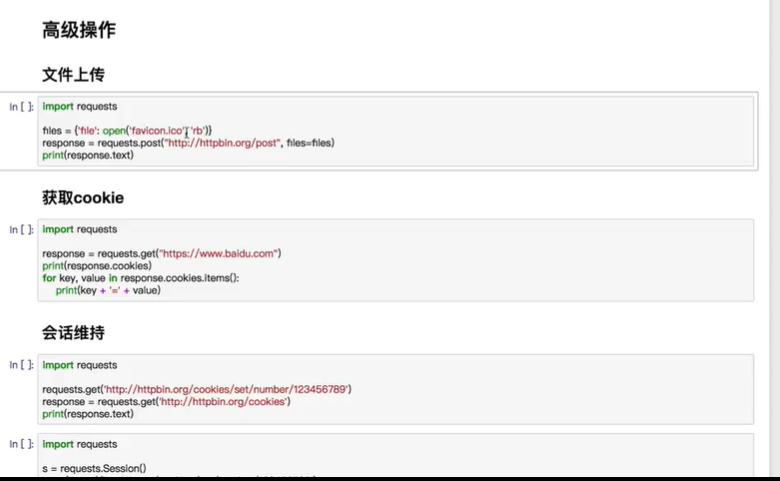 高级操作
文件上传
In [ ]: import requests
files = {'file': open('favicon.ico', 'rb')}
response = requests.post("http://httpbin.org/post", files=files)
print(response.text)
获取cookie
In [ ]: import requests
response = requests.get("https://www.baidu.com")
print(response.cookies)
for key, value in response.cookies.items():
    print(key + '=' + value)
会话维持
In [ ]: import requests
requests.get('http://httpbin.org/cookies/set/number/123456789')
response = requests.get('http://httpbin.org/cookies')
print(response.text)
In [ ]: import requests
s = requests.Session()